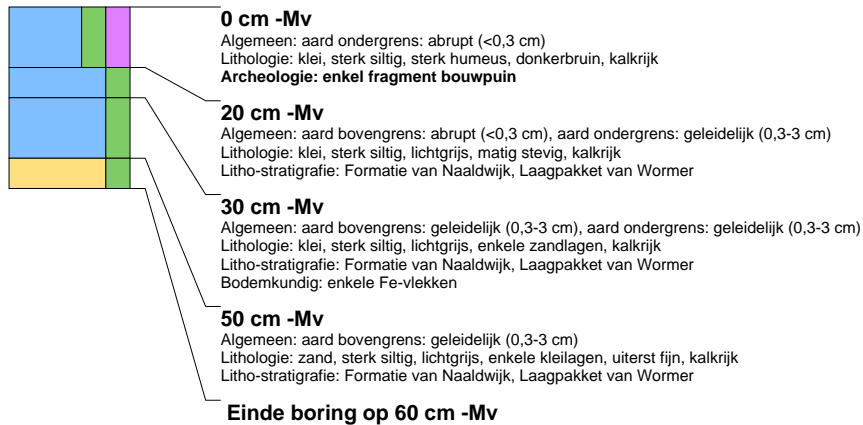 0 cm -Mv
Algemeen: aard ondergrens: abrupt (<0,3 cm)
Lithologie: klei, sterk siltig, sterk humeus, donkerbruin, kalkrijk
Archeologie: enkel fragment bouwpuin
20 cm -Mv
Algemeen: aard bovengrens: abrupt (<0,3 cm), aard ondergrens: geleidelijk (0,3-3 cm)
Lithologie: klei, sterk siltig, lichtgrijs, matig stevig, kalkrijk
Litho-stratigrafie: Formatie van Naaldwijk, Laagpakket van Wormer
30 cm -Mv
Algemeen: aard bovengrens: geleidelijk (0,3-3 cm), aard ondergrens: geleidelijk (0,3-3 cm)
Lithologie: klei, sterk siltig, lichtgrijs, enkele zandlagen, kalkrijk
Litho-stratigrafie: Formatie van Naaldwijk, Laagpakket van Wormer
Bodemkundig: enkele Fe-vlekken
50 cm -Mv
Algemeen: aard bovengrens: geleidelijk (0,3-3 cm)
Lithologie: zand, sterk siltig, lichtgrijs, enkele kleilagen, uiterst fijn, kalkrijk
Litho-stratigrafie: Formatie van Naaldwijk, Laagpakket van Wormer
Einde boring op 60 cm -Mv